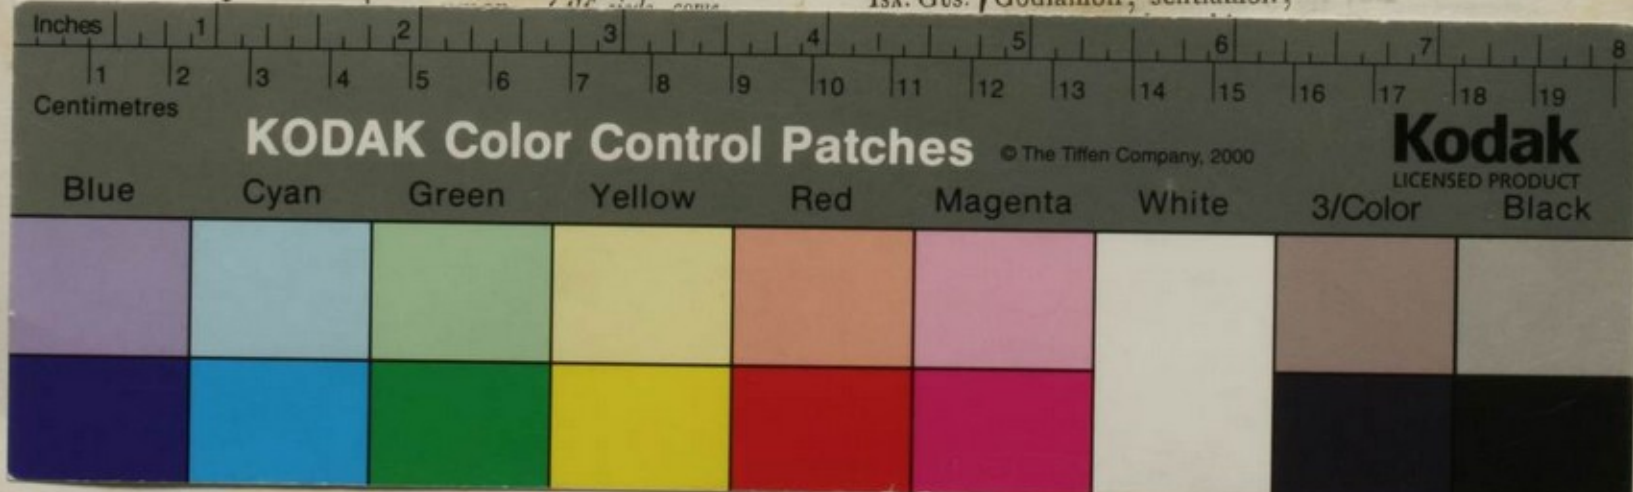 Inches 1 2 3 4 5 6 7 8
1 2 3 4 5 6 7 8 9 10 11 12 13 14 15 16 17 18 19
Centimetres
KODAK Color Control Patches © The Tiffen Company, 2000
Kodak
LICENSED PRODUCT
Blue Cyan Green Yellow Red Magenta White 3/Color Black